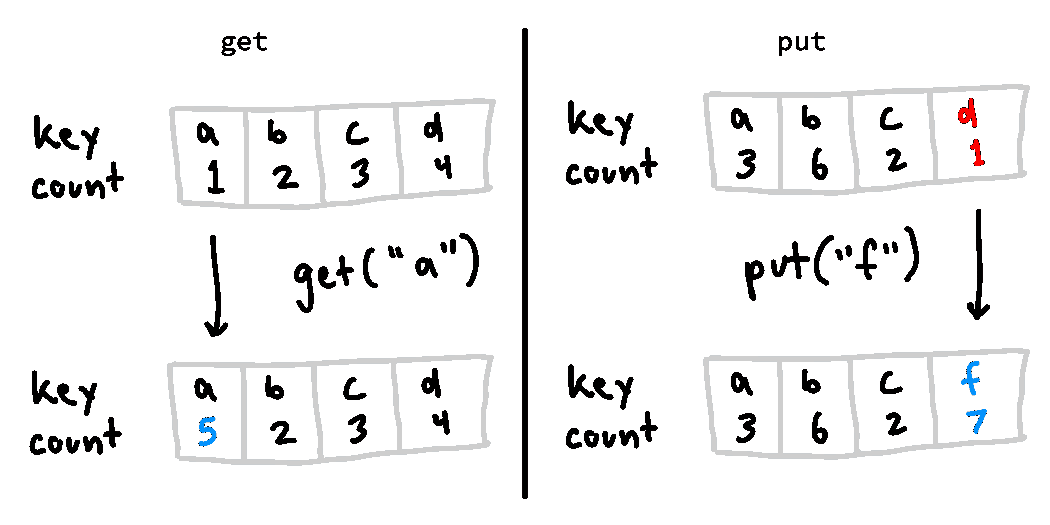 get
key a b c d
count 1 2 3 4
get("a")
key a b c d
count 5 2 3 4
put
key a b c d
count 3 6 2 1
put("f")
key a b c f
count 3 6 2 7